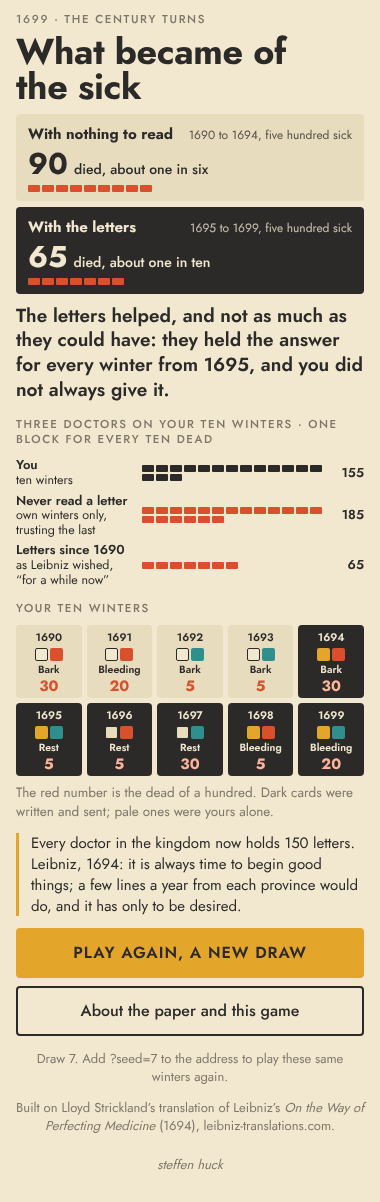 1699 · THE CENTURY TURNS
What became of
the sick
With nothing to read 1690 to 1694, five hundred sick
90 died, about one in six
With the letters 1695 to 1699, five hundred sick
65 died, about one in ten
The letters helped, and not as much as
they could have: they held the answer
for every winter from 1695, and you did
not always give it.
THREE DOCTORS ON YOUR TEN WINTERS · ONE
BLOCK FOR EVERY TEN DEAD
You
ten winters
155
Never read a letter
own winters only,
trusting the last
185
Letters since 1690
as Leibniz wished,
“for a while now”
65
YOUR TEN WINTERS
1690 1691 1692 1693 1694
Bark Bleeding Bark Bark Bark
30 20 5 5 30
1695 1696 1697 1698 1699
Rest Rest Rest Bleeding Bleeding
5 5 30 5 20
The red number is the dead of a hundred. Dark cards were
written and sent; pale ones were yours alone.
Every doctor in the kingdom now holds 150 letters.
Leibniz, 1694: it is always time to begin good
things; a few lines a year from each province would
do, and it has only to be desired.
PLAY AGAIN, A NEW DRAW
About the paper and this game
Draw 7. Add ?seed=7 to the address to play these same
winters again.
Built on Lloyd Strickland’s translation of Leibniz’s On the Way of
Perfecting Medicine (1694), leibniz-translations.com.
steffen huck